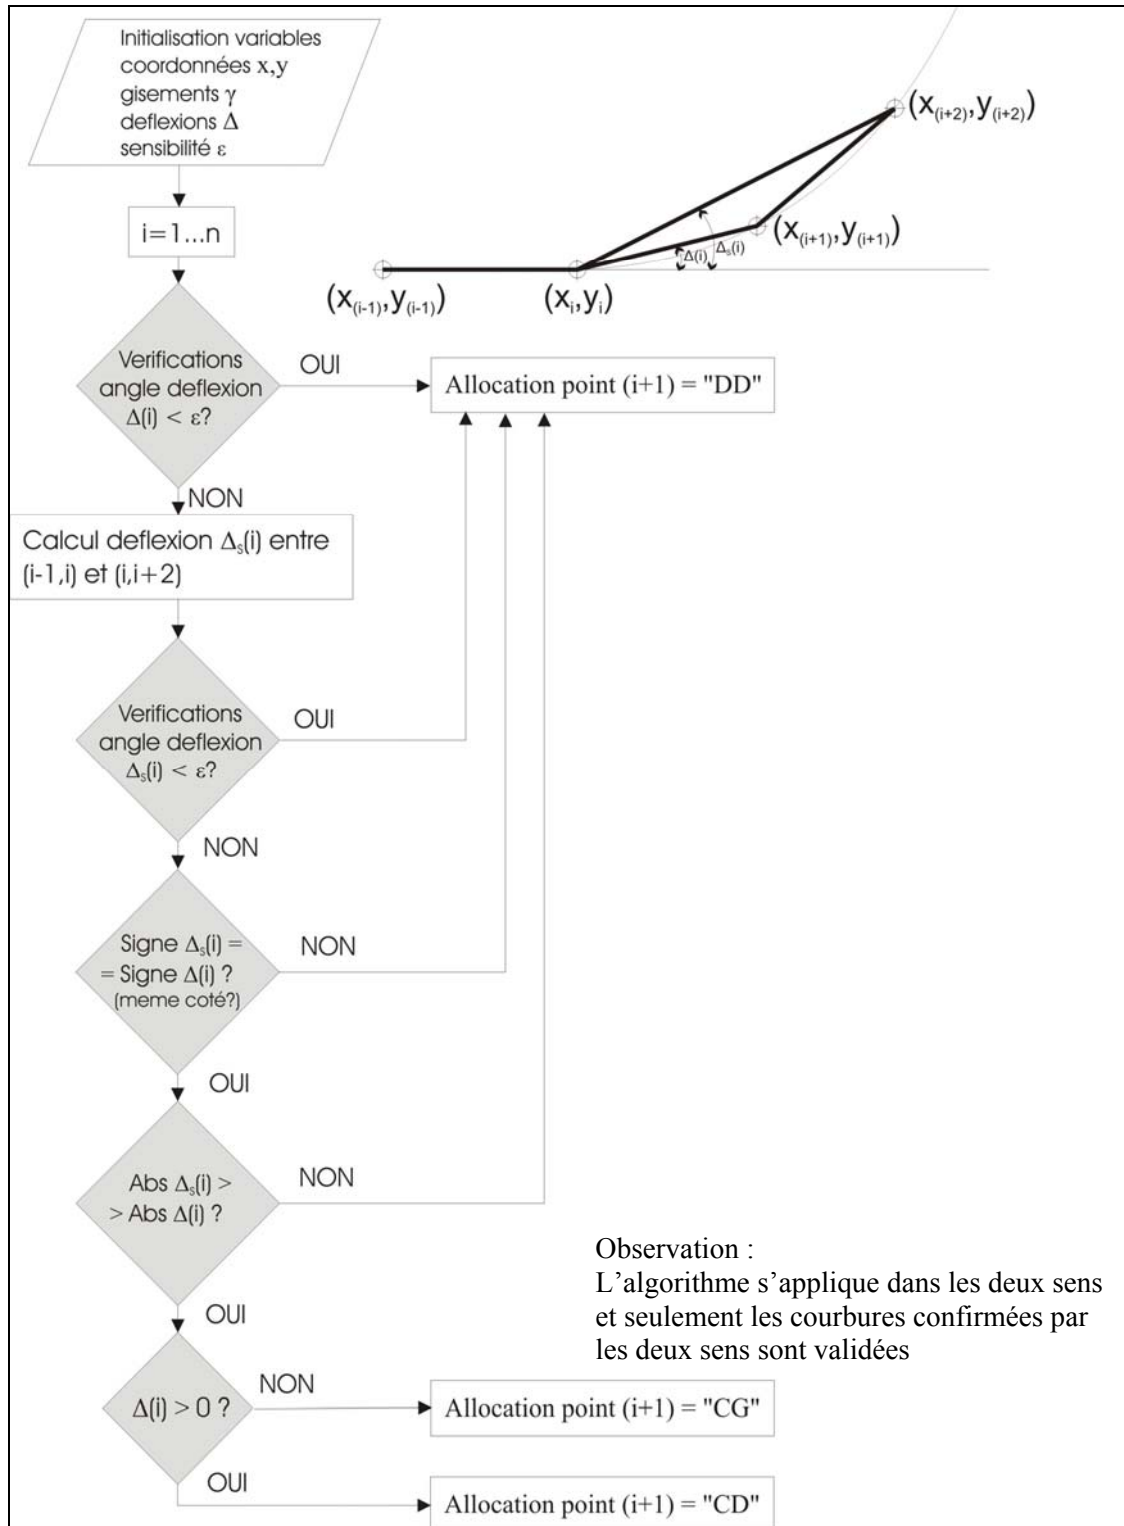 Initialisation variables
coordonnées x,y
gisements γ
deflexions Δ
sensibilité ε
i=1...n
(x(i+2),y(i+2))
(x(i+1),y(i+1))
Δ(i)
Δs(i)
(x(i-1),y(i-1))
(xi,yi)
Verifications
angle deflexion
Δ(i) < ε?
OUI
Allocation point (i+1) = "DD"
NON
Calcul deflexion Δs(i) entre
(i-1,i) et (i,i+2)
Verifications
angle deflexion
Δs(i) < ε?
OUI
NON
Signe Δs(i) =
= Signe Δ(i) ?
(meme coté?)
NON
OUI
Abs Δs(i) >
> Abs Δ(i) ?
NON
OUI
Observation :
L’algorithme s’applique dans les deux sens
et seulement les courbures confirmées par
les deux sens sont validées
Δ(i) > 0 ?
NON
Allocation point (i+1) = "CG"
OUI
Allocation point (i+1) = "CD"